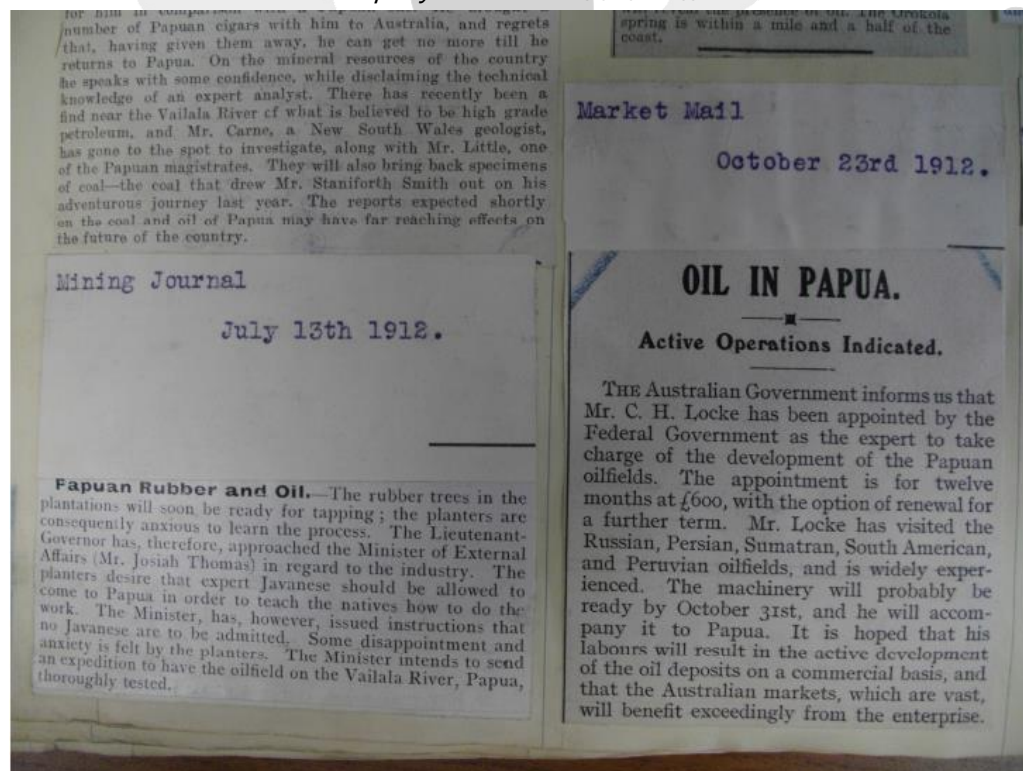 number of Papuan cigars with him to Australia, and regrets
that, having given them away, he can get no more till he
returns to Papua. On the mineral resources of the country
he speaks with some confidence, while disclaiming the technical
knowledge of an expert analyst. There has recently been a
find near the Vailala River cf what is believed to be high grade
petroleum, and Mr. Carne, a New South Wales geologist,
has gone to the spot to investigate, along with Mr. Little, one
of the Papuan magistrates. They will also bring back specimens
of coal—the coal that drew Mr. Staniforth Smith out on his
adventurous journey last year. The reports expected shortly
on the coal and oil of Papua may have far reaching effects on
the future of the country.
Mining Journal
July 13th 1912.
Papuan Rubber and Oil.—The rubber trees in the
plantations will soon be ready for tapping; the planters are
consequently anxious to learn the process. The Lieutenant-
Governor has, therefore, approached the Minister of External
Affairs (Mr. Josiah Thomas) in regard to the industry. The
planters desire that expert Javanese should be allowed to
come to Papua in order to teach the natives how to do the
work. The Minister, has, however, issued instructions that
no Javanese are to be admitted. Some disappointment and
anxiety is felt by the planters. The Minister intends to send
an expedition to have the oilfield on the Vailala River, Papua,
thoroughly tested.
presence of oil. The Orokola
spring is within a mile and a half of the
coast.
Market Mail
October 23rd 1912.
OIL IN PAPUA.
Active Operations Indicated.
THE Australian Government informs us that
Mr. C. H. Locke has been appointed by the
Federal Government as the expert to take
charge of the development of the Papuan
oilfields. The appointment is for twelve
months at £600, with the option of renewal for
a further term. Mr. Locke has visited the
Russian, Persian, Sumatran, South American,
and Peruvian oilfields, and is widely exper-
ienced. The machinery will probably be
ready by October 31st, and he will accom-
pany it to Papua. It is hoped that his
labours will result in the active development
of the oil deposits on a commercial basis, and
that the Australian markets, which are vast,
will benefit exceedingly from the enterprise.